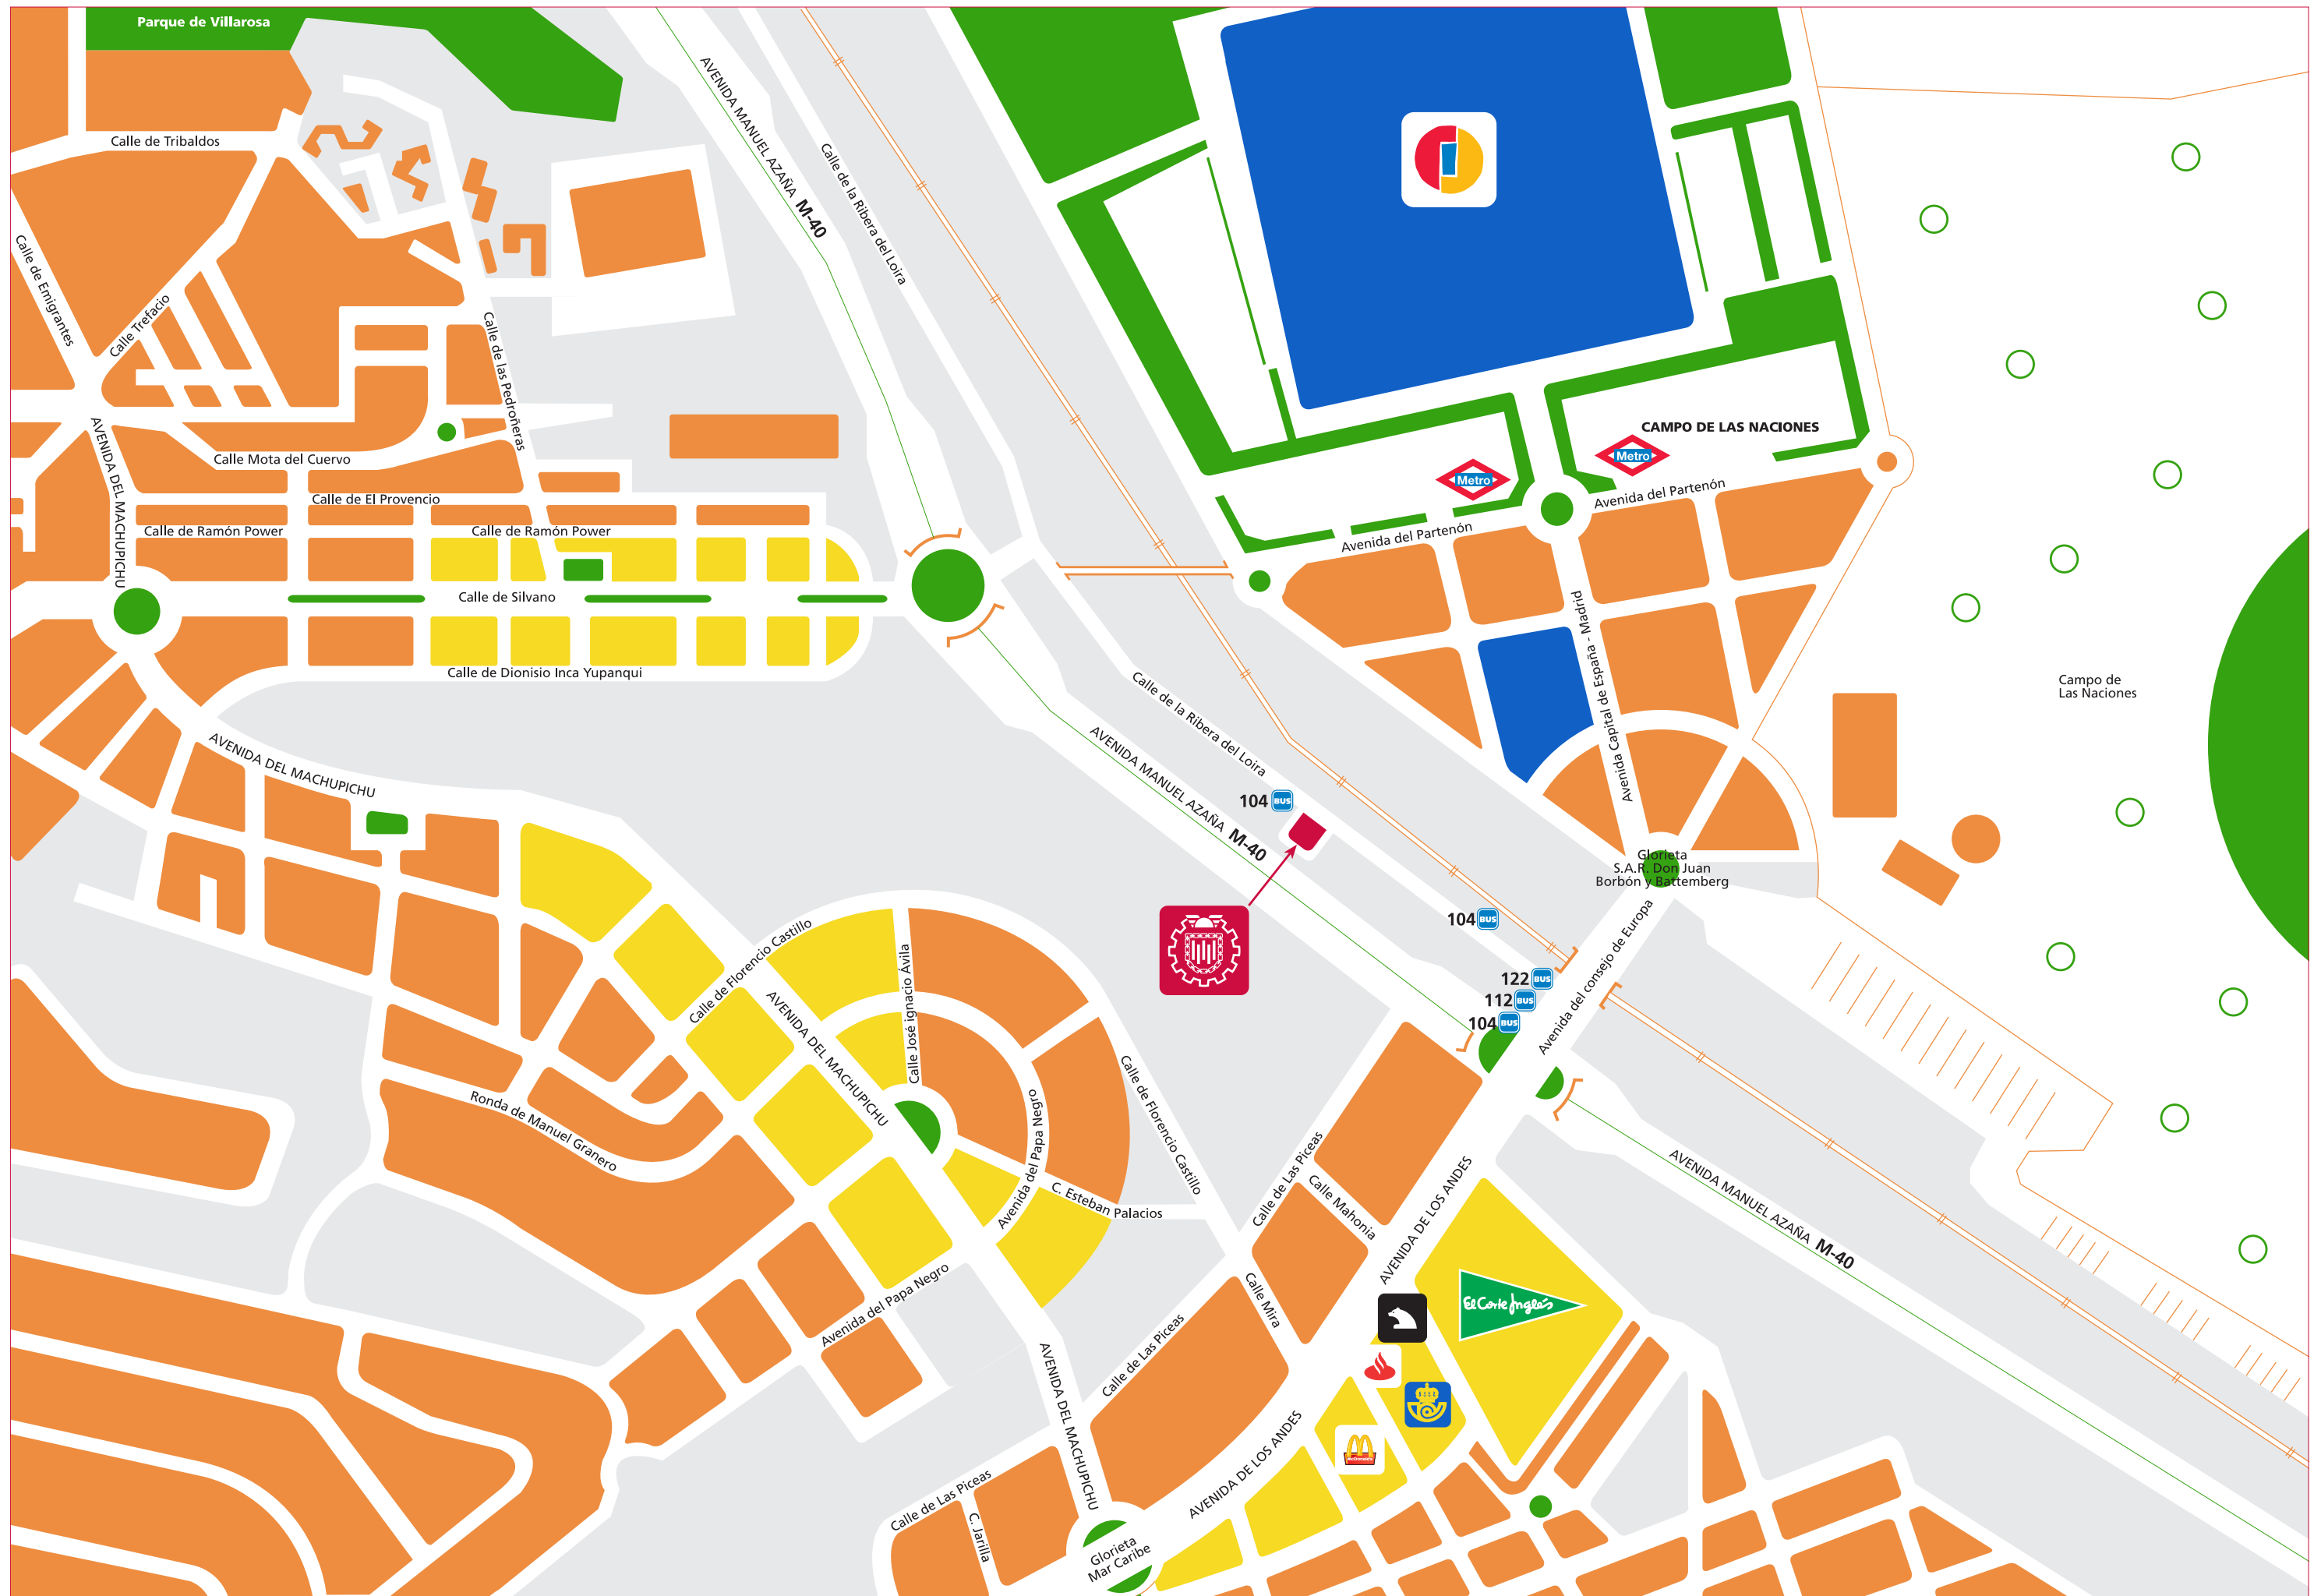 Parque de Villarosa
Calle de Tribaldos
AVENIDA MANUEL AZAÑA M-40
Calle de la Ribera del Loira
Calle de Emigrantes
Calle Trefacio
Calle de las Pedroñeras
CAMPO DE LAS NACIONES
Metro
Metro
Avenida del Partenón
Avenida del Partenón
AVENIDA DEL MACHUPICHU
Calle Mota del Cuervo
Calle de El Provencio
Calle de Ramón Power
Calle de Ramón Power
Calle de Silvano
Calle de Dionisio Inca Yupanqui
Avenida Capital de España - Madrid
Campo de
Las Naciones
Calle de la Ribera del Loira
AVENIDA MANUEL AZAÑA M-40
AVENIDA DEL MACHUPICHU
104 BUS
Glorieta
S.A.R. Don Juan
Borbón y Battemberg
104 BUS
122 BUS
112 BUS
104 BUS
Avenida del consejo de Europa
Calle de Florencio Castillo
Calle José ignacio Ávila
AVENIDA DEL MACHUPICHU
Calle de Florencio Castillo
Avenida del Papa Negro
C. Esteban Palacios
Ronda de Manuel Granero
Calle de Las Piceas
Calle Mahonia
AVENIDA DE LOS ANDES
AVENIDA MANUEL AZAÑA M-40
Avenida del Papa Negro
Calle Mira
El Corte Inglés
Calle de Las Piceas
AVENIDA DEL MACHUPICHU
AVENIDA DE LOS ANDES
McDonald's
Calle de Las Piceas
C. Jarilla
Glorieta
Mar Caribe